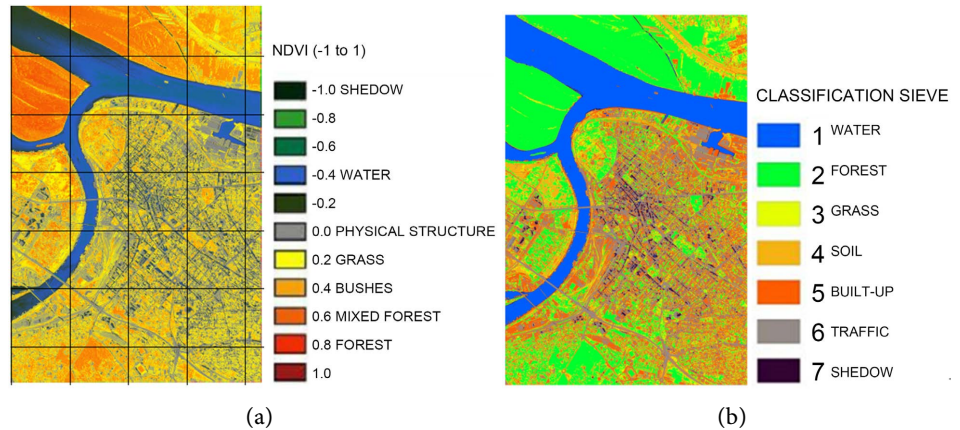 NDVI (-1 to 1)
-1.0 SHEDOW
-0.8
-0.6
-0.4 WATER
-0.2
0.0 PHYSICAL STRUCTURE
0.2 GRASS
0.4 BUSHES
0.6 MIXED FOREST
0.8 FOREST
1.0
(a)
CLASSIFICATION SIEVE
1 WATER
2 FOREST
3 GRASS
4 SOIL
5 BUILT-UP
6 TRAFFIC
7 SHEDOW
(b)